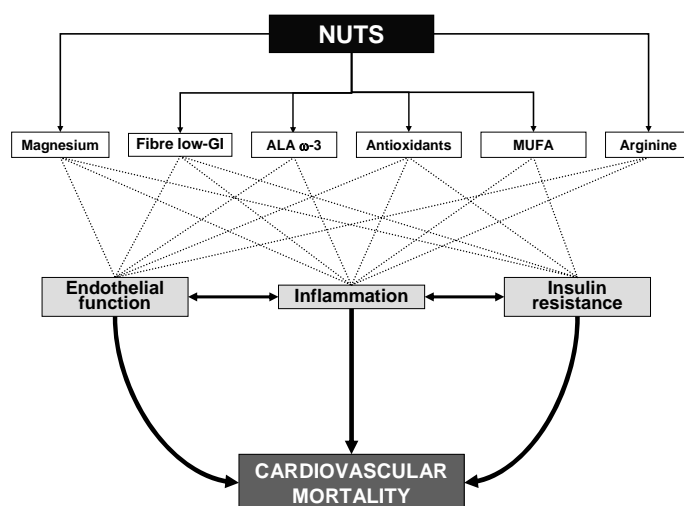 NUTS
Magnesium
Fibre low-GI
ALA ω-3
Antioxidants
MUFA
Arginine
Endothelial
function
Inflammation
Insulin
resistance
CARDIOVASCULAR
MORTALITY